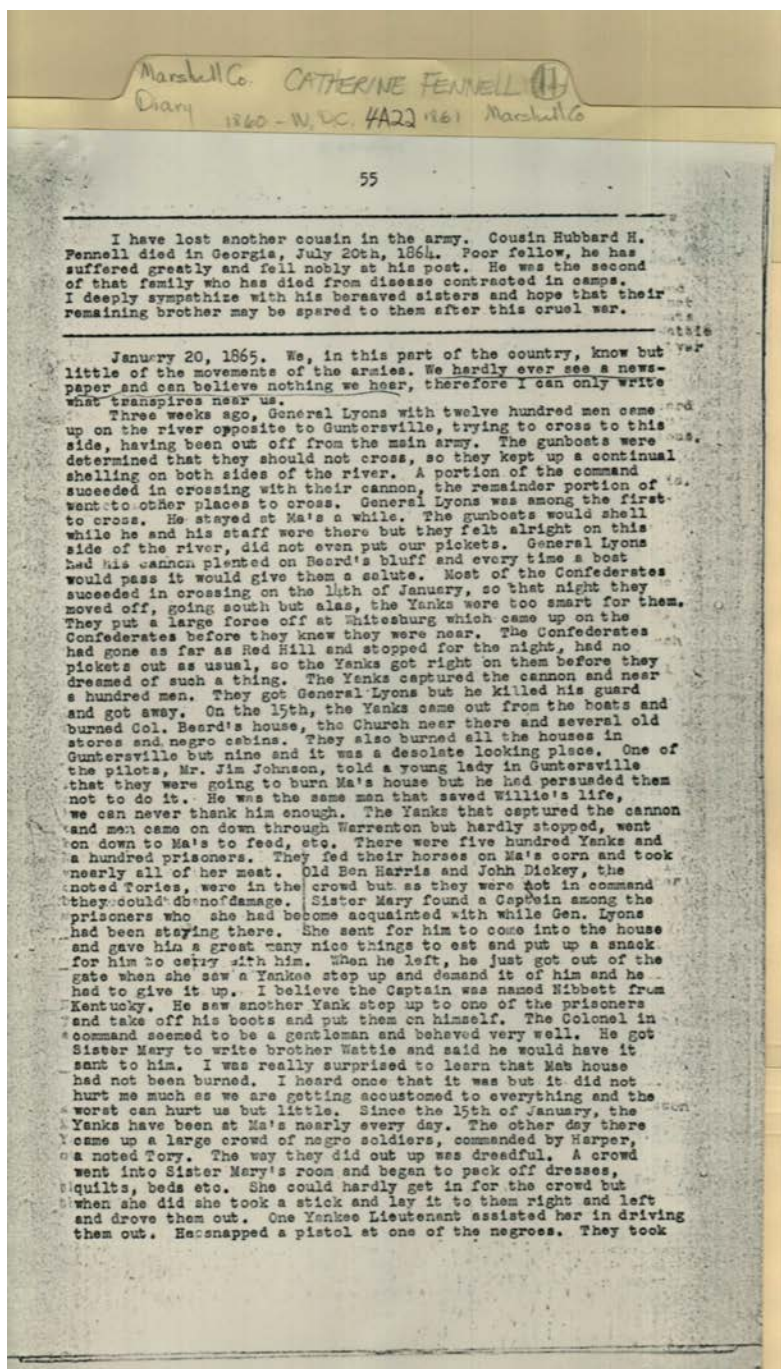 Marshall Co. CATHERINE FENNELL 11
Diary 1860 - W.D.C. 4A22 1861 Marshall Co
55
I have lost another cousin in the army. Cousin Hubbard H.
Fennell died in Georgia, July 20th, 1864. Poor fellow, he has
suffered greatly and fell nobly at his post. He was the second
of that family who has died from disease contracted in camps.
I deeply sympathize with his beraaved sisters and hope that their
remaining brother may be spared to them after this cruel war.
January 20, 1865. We, in this part of the country, know but
little of the movements of the armies. We hardly ever see a news-
paper and can believe nothing we hear, therefore I can only write
what transpires near us.
Three weeks ago, General Lyons with twelve hundred men came
up on the river opposite to Guntersville, trying to cross to this
side, having been cut off from the main army. The gunboats were
determined that they should not cross, so they kept up a continual
shelling on both sides of the river. A portion of the command
suceeded in crossing with their cannon, the remainder portion of
went to other places to cross. General Lyons was among the first
to cross. He stayed at Ma's a while. The gunboats would shell
while he and his staff were there but they felt alright on this
side of the river, did not even put our pickets. General Lyons
had his cannon planted on Beard's bluff and every time a boat
would pass it would give them a salute. Most of the Confederates
suceeded in crossing on the 14th of January, so that night they
moved off, going south but alas, the Yanks were too smart for them.
They put a large force off at Whitesburg which came up on the
Confederates before they knew they were near. The Confederates
had gone as far as Red Hill and stopped for the night, had no
pickets out as usual, so the Yanks got right on them before they
dreamed of such a thing. The Yanks captured the cannon and near
a hundred men. They got General Lyons but he killed his guard
and got away. On the 15th, the Yanks came out from the boats and
burned Col. Beard's house, the Church near there and several old
stores and negro cabins. They also burned all the houses in
Guntersville but nine and it was a desolate looking place. One of
the pilots, Mr. Jim Johnson, told a young lady in Guntersville
that they were going to burn Ma's house but he had persuaded them
not to do it. He was the same man that saved Willie's life,
we can never thank him enough. The Yanks that captured the cannon
and men came on down through Warrenton but hardly stopped, went
on down to Ma's to feed, etc. There were five hundred Yanks and
a hundred prisoners. They fed their horses on Ma's corn and took
nearly all of her meat. Old Ben Harris and John Dickey, the
noted Tories, were in the crowd but as they were not in command
they could do no damage. Sister Mary found a Captain among the
prisoners who she had become acquainted with while Gen. Lyons
had been staying there. She sent for him to come into the house
and gave him a great many nice things to eat and put up a snack
for him to carry with him. When he left, he just got out of the
gate when she saw a Yankee step up and demand it of him and he
had to give it up. I believe the Captain was named Nibbett from
Kentucky. He saw another Yank step up to one of the prisoners
and take off his boots and put them on himself. The Colonel in
command seemed to be a gentleman and behaved very well. He got
Sister Mary to write brother Wattie and said he would have it
sent to him. I was really surprised to learn that Mas house
had not been burned. I heard once that it was but it did not
hurt me much as we are getting accustomed to everything and the
worst can hurt us but little. Since the 15th of January, the
Yanks have been at Ma's nearly every day. The other day there
came up a large crowd of negro soldiers, commanded by Harper,
a noted Tory. The way they did cut up was dreadful. A crowd
went into Sister Mary's room and began to pack off dresses,
quilts, beds etc. She could hardly get in for the crowd but
when she did she took a stick and lay it to them right and left
and drove them out. One Yankee Lieutenant assisted her in driving
them out. He snapped a pistol at one of the negroes. They took